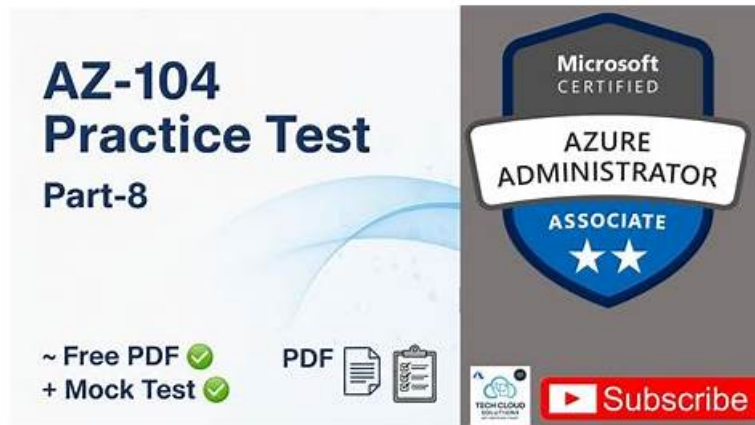 AZ-104
Practice Test
Part-8
~ Free PDF
+ Mock Test
PDF
Microsoft
CERTIFIED
AZURE
ADMINISTRATOR
ASSOCIATE
TECH CLOUD
SOLUTIONS
Subscribe